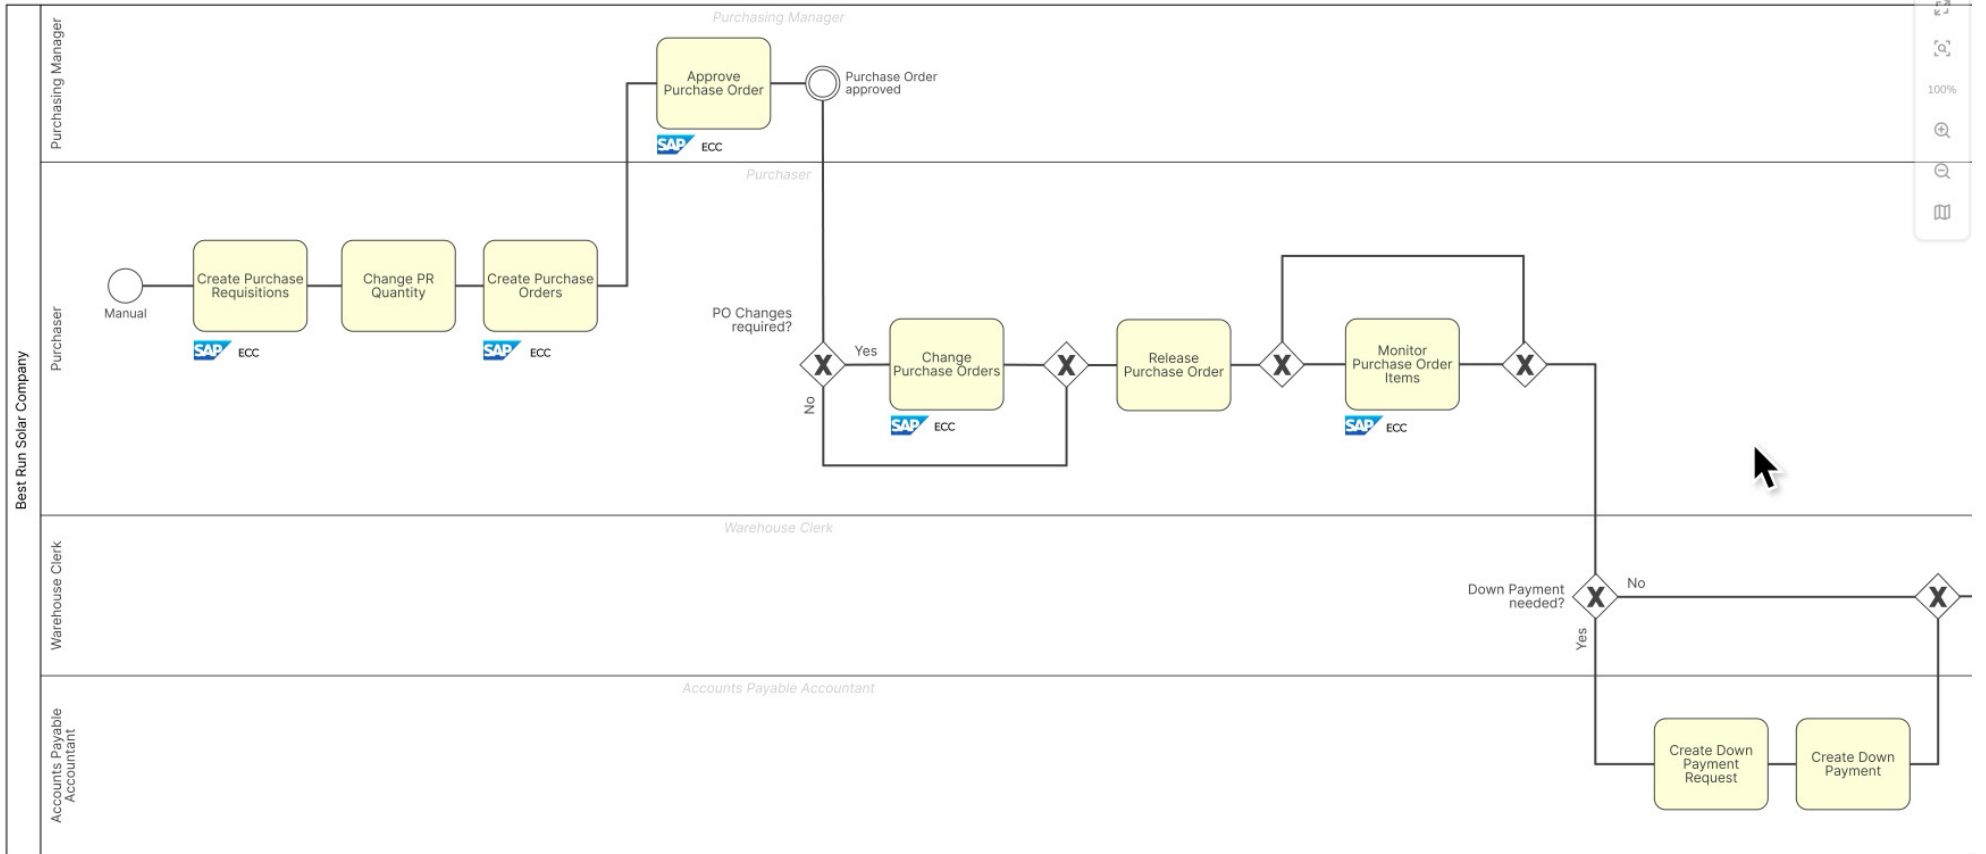 Best Run Solar Company
Purchasing Manager
Purchasing Manager
Approve
Purchase Order
SAP ECC
Purchase Order
approved
100%
Purchaser
Purchaser
Manual
Create Purchase
Requisitions
SAP ECC
Change PR
Quantity
Create Purchase
Orders
SAP ECC
PO Changes
required?
X
Yes
No
Change
Purchase Orders
SAP ECC
X
Release
Purchase Order
X
Monitor
Purchase Order
Items
SAP ECC
X
Warehouse Clerk
Warehouse Clerk
Down Payment
needed?
X
No
Yes
X
Accounts Payable
Accountant
Accounts Payable Accountant
Create Down
Payment
Request
Create Down
Payment